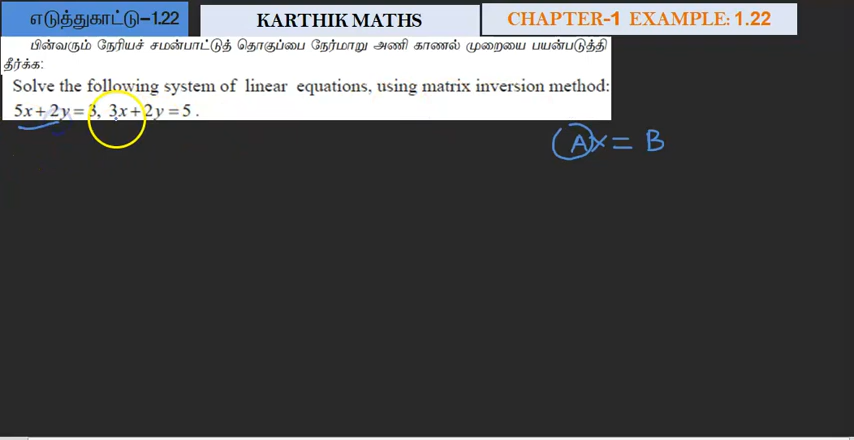 எடுத்துகாட்டு–1.22
KARTHIK MATHS
CHAPTER-1 EXAMPLE: 1.22
பின்வரும் நேரியச் சமன்பாட்டுத் தொகுப்பை நேர்மாறு அணி காணல் முறையை பயன்படுத்தி
தீர்க்க:
Solve the following system of linear equations, using matrix inversion method:
5x + 2y = 3, 3x + 2y = 5 .
AX = B